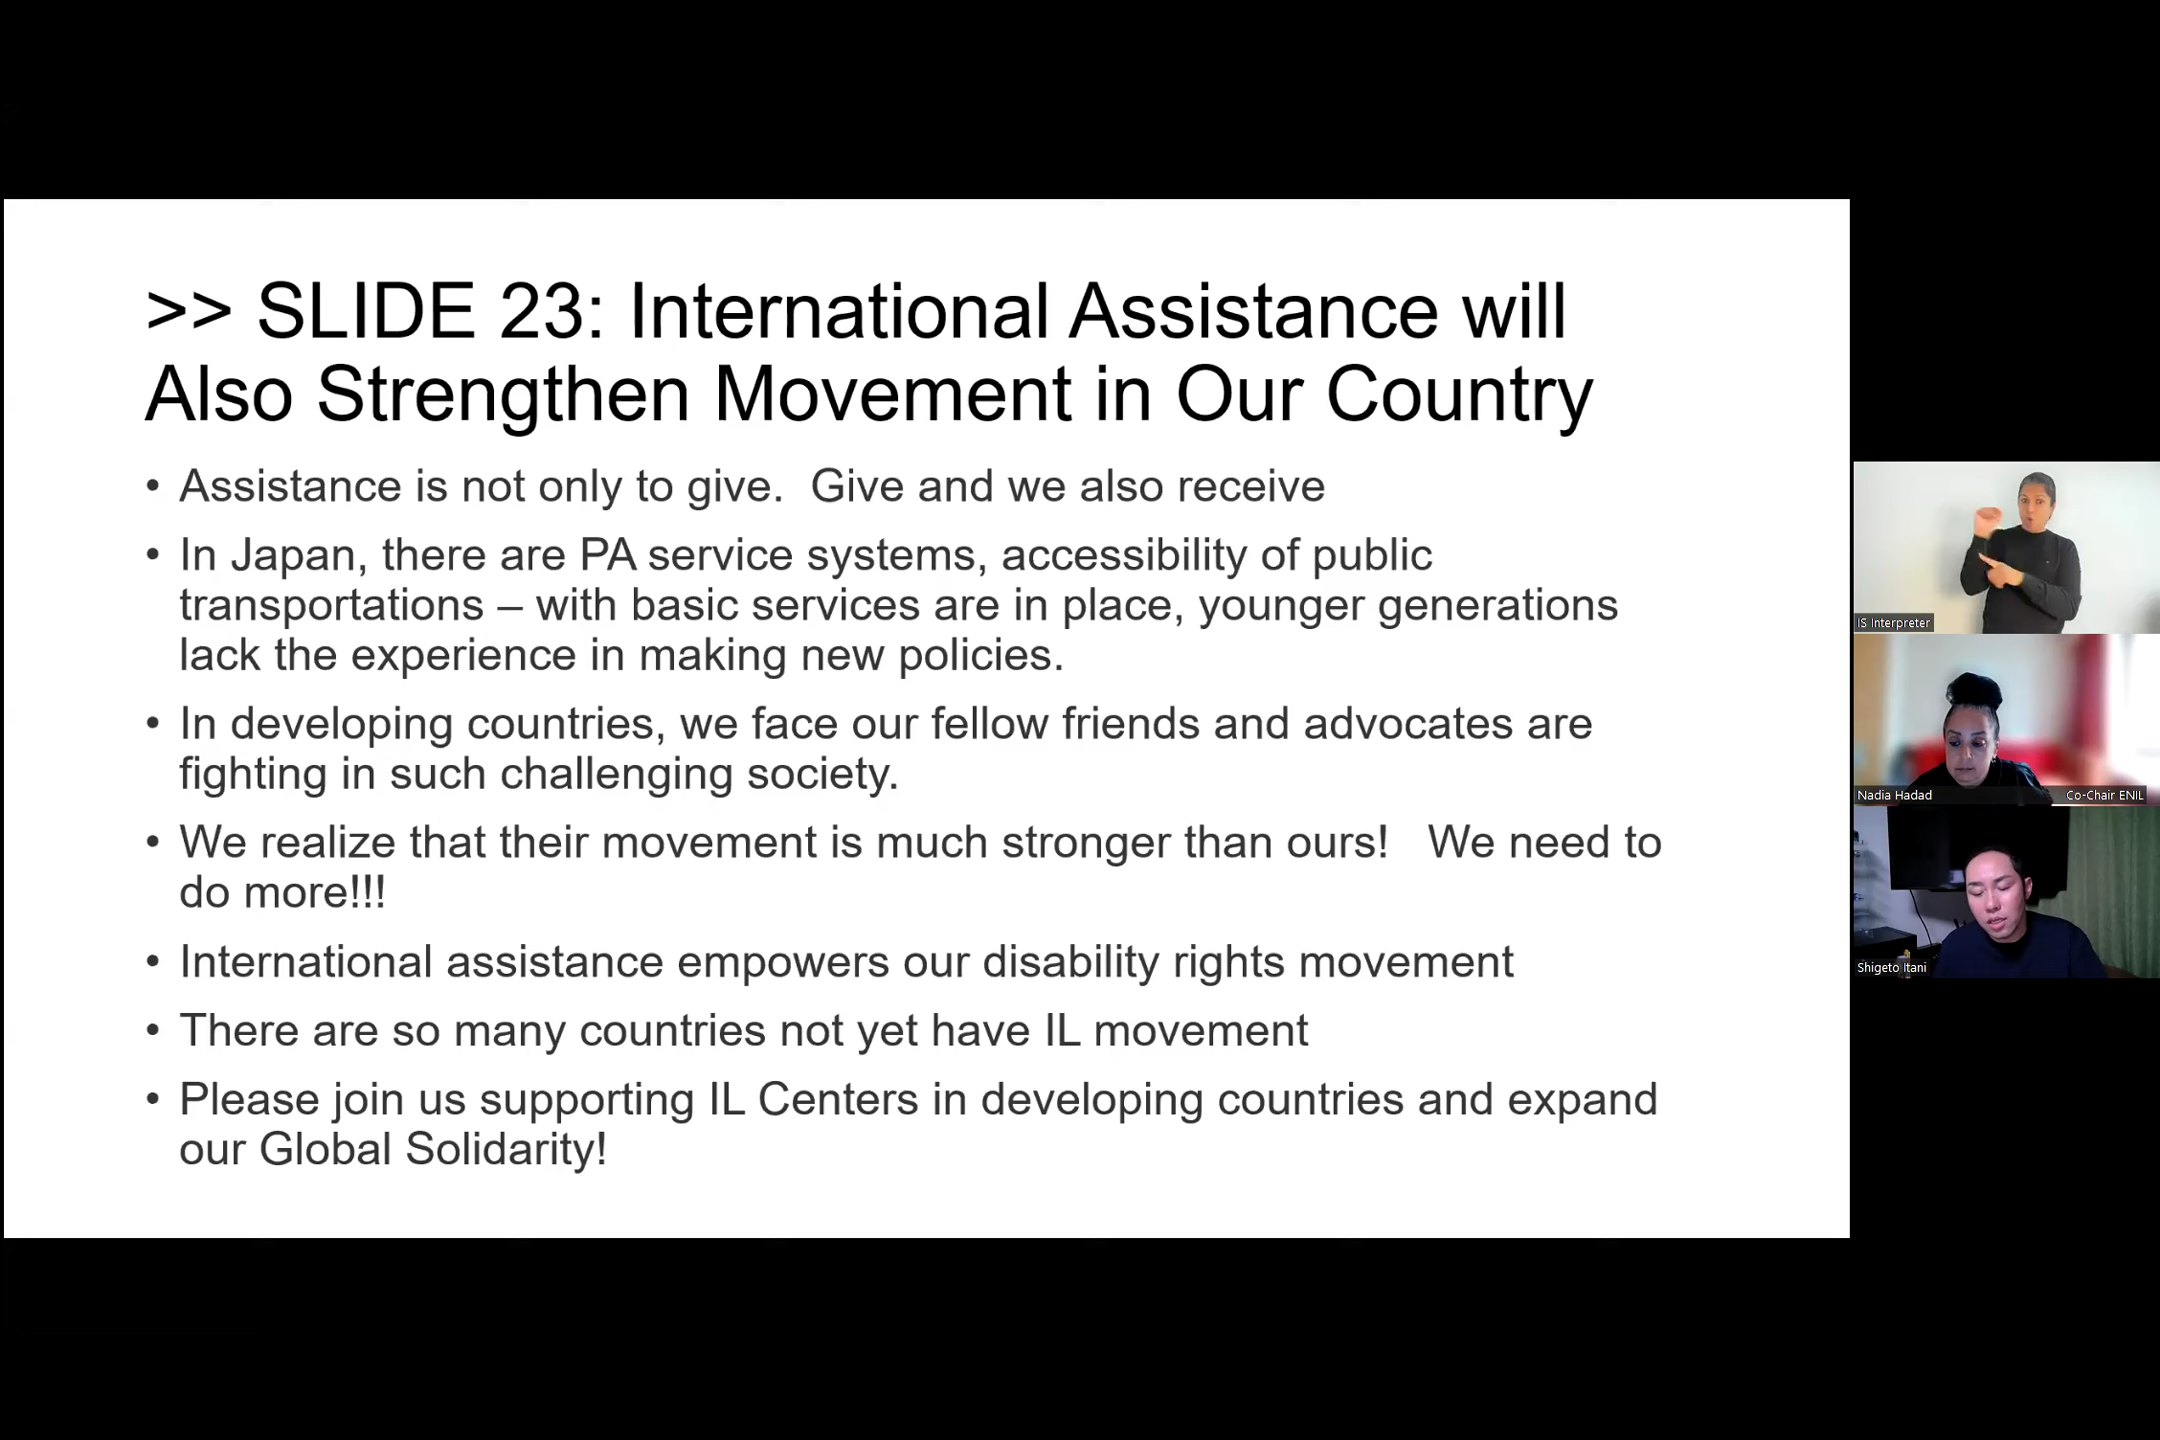 >> SLIDE 23: International Assistance will
Also Strengthen Movement in Our Country
• Assistance is not only to give.  Give and we also receive
• In Japan, there are PA service systems, accessibility of public
transportations – with basic services are in place, younger generations
lack the experience in making new policies.
• In developing countries, we face our fellow friends and advocates are
fighting in such challenging society.
• We realize that their movement is much stronger than ours!   We need to
do more!!!
• International assistance empowers our disability rights movement
• There are so many countries not yet have IL movement
• Please join us supporting IL Centers in developing countries and expand
our Global Solidarity!
IS Interpreter
Nadia Hadad
Co-Chair ENIL
Shigeto Itani